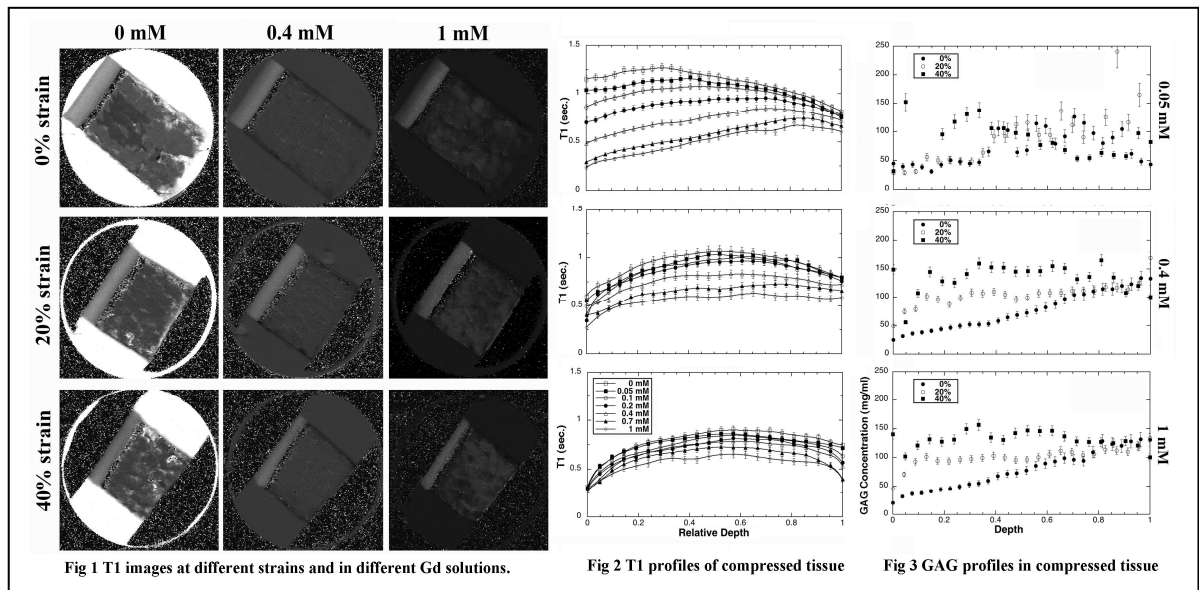 0 mM 0.4 mM 1 mM
0% strain
20% strain
40% strain
Fig 1 T1 images at different strains and in different Gd solutions.
1.5
1
0.5
0
T1 (sec.)
1.5
1
0.5
0
T1 (sec.)
1.5
1
0.5
0
T1 (sec.)
0 mM
0.05 mM
0.1 mM
0.2 mM
0.4 mM
0.7 mM
1 mM
0 0.2 0.4 0.6 0.8 1
Relative Depth
Fig 2 T1 profiles of compressed tissue
250
200
150
100
50
0
0%
20%
40%
0.05 mM
250
200
150
100
50
0
0%
20%
40%
0.4 mM
250
200
150
100
50
0
GAG Concentration (mg/ml)
0%
20%
40%
1 mM
0 0.2 0.4 0.6 0.8 1
Depth
Fig 3 GAG profiles in compressed tissue